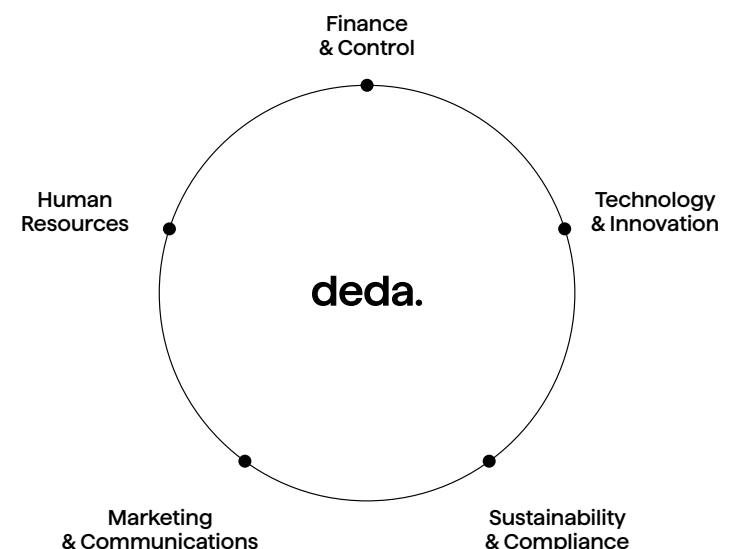 Finance
& Control
Human
Resources
Technology
& Innovation
deda.
Marketing
& Communications
Sustainability
& Compliance